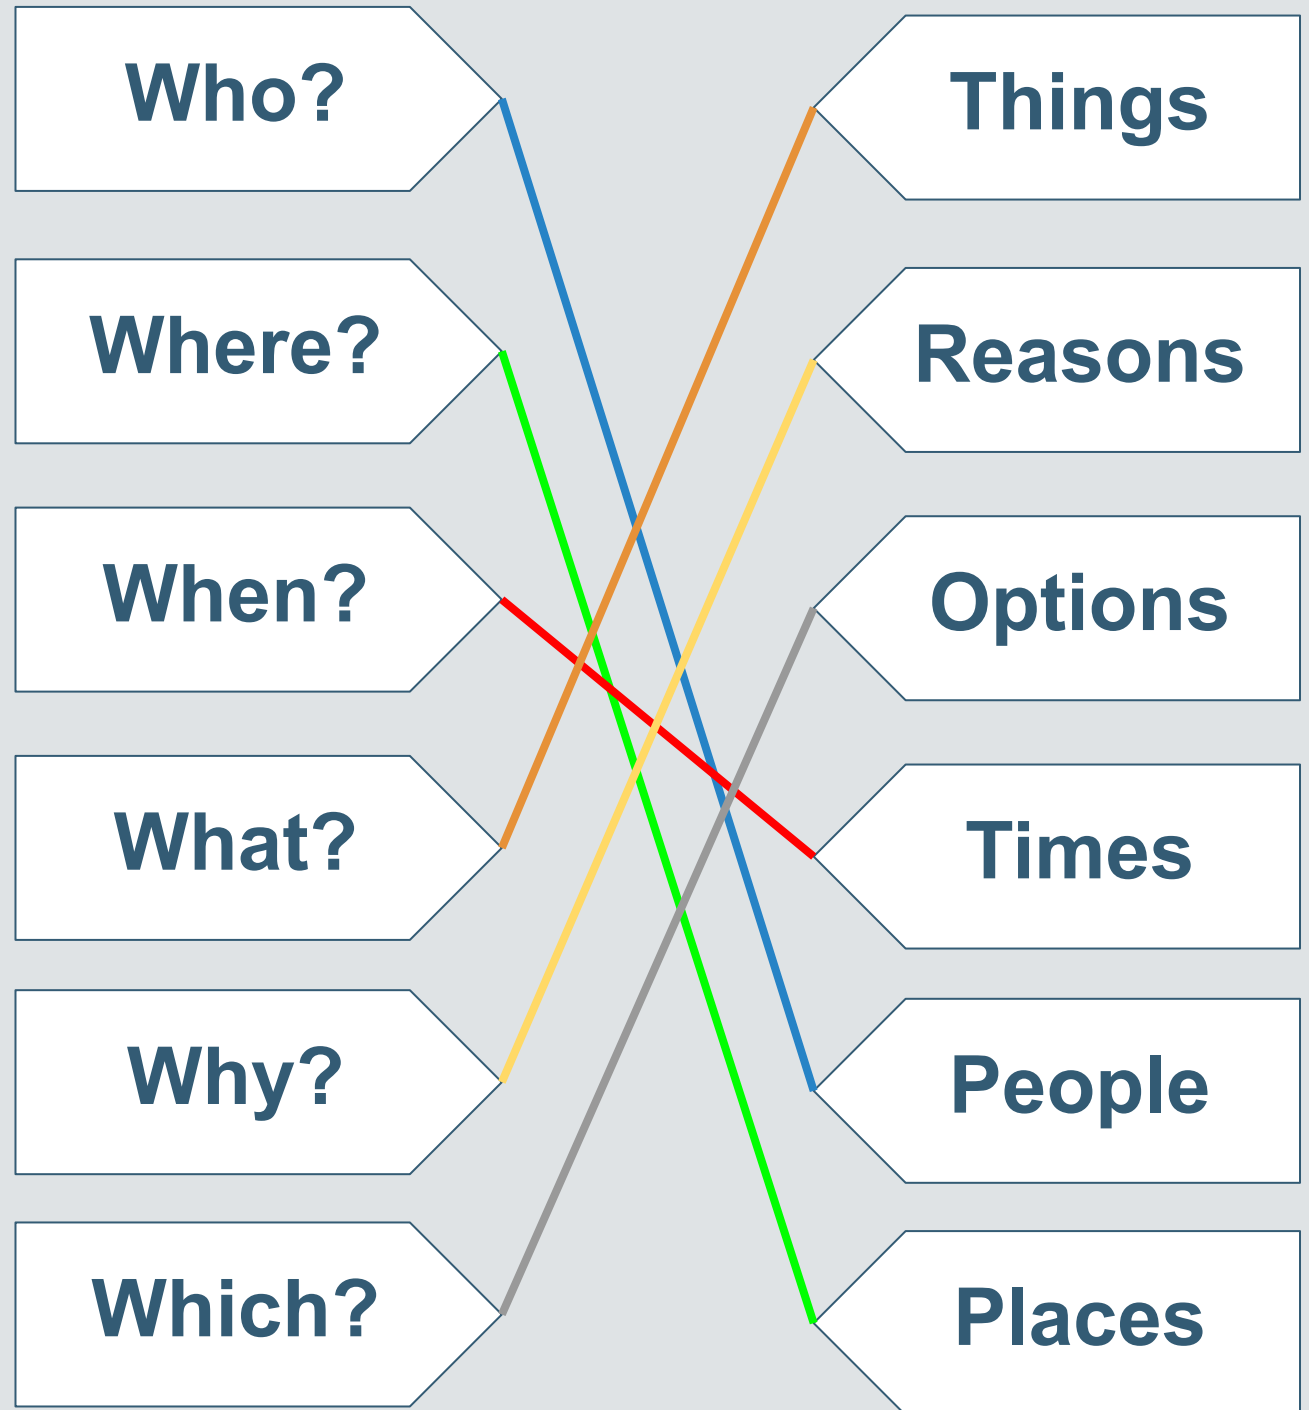 Who?
Things
Where?
Reasons
When?
Options
What?
Times
Why?
People
Which?
Places